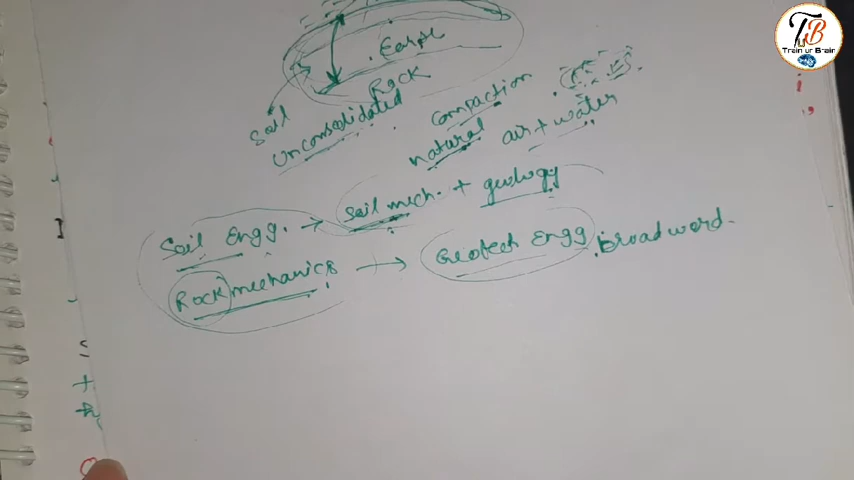 Earth
Rock
Soil
Unconsolidated
compaction
natural air + water
Soil Engg. → Soil mech. + geology
Rock mechanics → Geotech Engg broad word.
TB
Train ur Brain